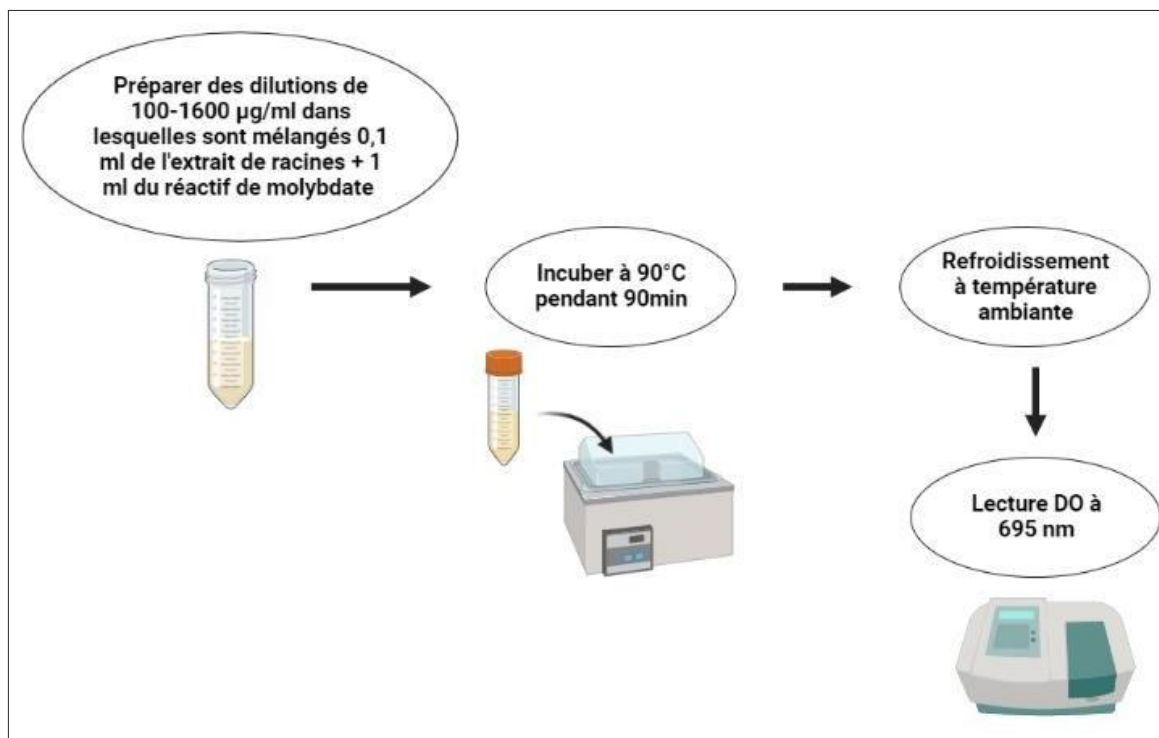 Préparer des dilutions de
100-1600 µg/ml dans
lesquelles sont mélangés 0,1
ml de l'extrait de racines + 1
ml du réactif de molybdate
Incuber à 90°C
pendant 90min
Refroidissement
à température
ambiante
Lecture DO à
695 nm